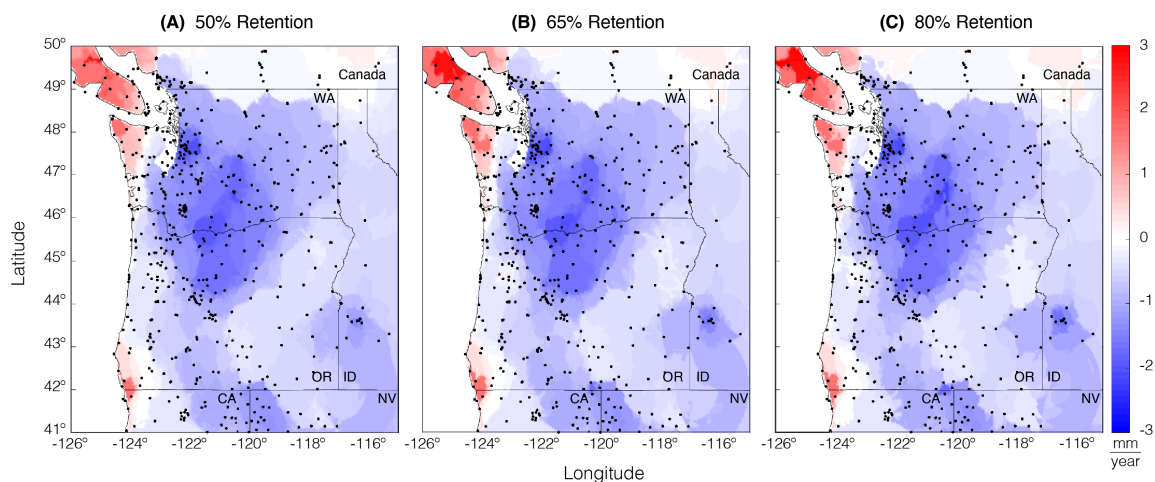 (A) 50% Retention
(B) 65% Retention
(C) 80% Retention
50°
49°
48°
47°
46°
45°
44°
43°
42°
41°
Latitude
Canada
WA
OR
ID
CA
NV
-126°
-124°
-122°
-120°
-118°
-116°
Canada
WA
OR
ID
CA
NV
-126°
-124°
-122°
-120°
-118°
-116°
Canada
WA
OR
ID
CA
NV
-126°
-124°
-122°
-120°
-118°
-116°
Longitude
3
2
1
0
-1
-2
-3
mm
year